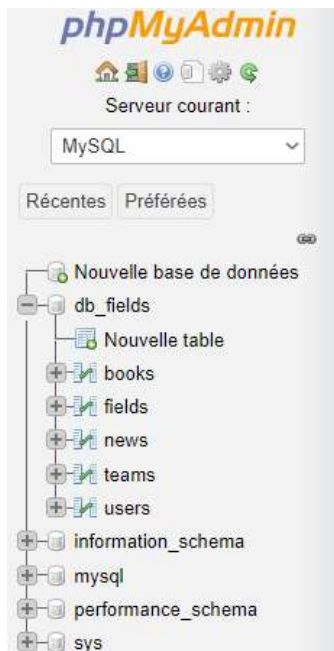 phpMyAdmin
Serveur courant :
MySQL
Récentes Préférées
Nouvelle base de données
db_fields
Nouvelle table
books
fields
news
teams
users
information_schema
mysql
performance_schema
sys